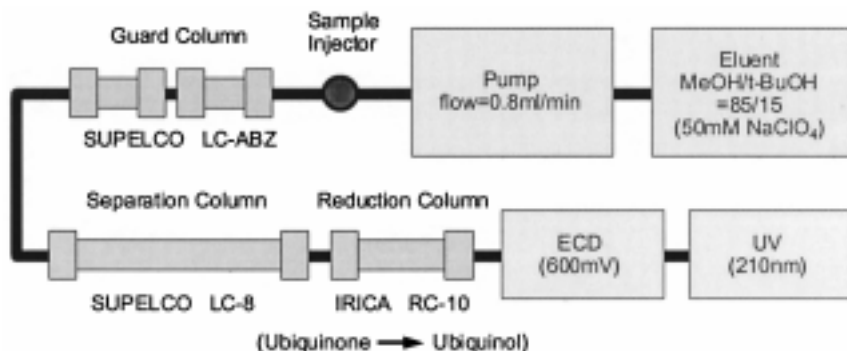 Guard Column
Sample
Injector
Pump
flow=0.8ml/min
Eluent
MeOH/t-BuOH
=85/15
(50mM NaClO₄)
SUPELCO LC-ABZ
Separation Column
Reduction Column
ECD
(600mV)
UV
(210nm)
SUPELCO LC-8
IRICA RC-10
(Ubiquinone → Ubiquinol)